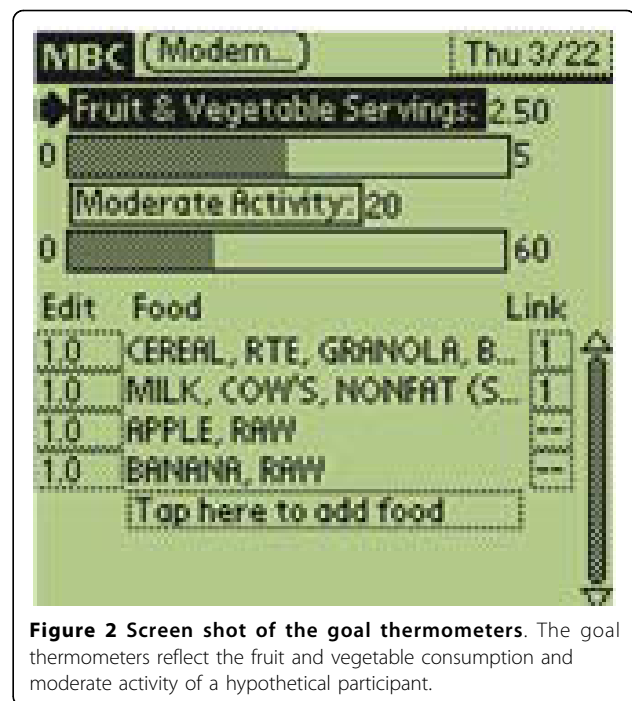 MBC (Modem...) Thu 3/22
Fruit & Vegetable Servings: 2.50
0 5
Moderate Activity: 20
0 60
Edit Food Link
1.0 CEREAL, RTE, GRANOLA, B... 1
1.0 MILK, COW'S, NONFAT (S... 1
1.0 APPLE, RAW --
1.0 BANANA, RAW --
Tap here to add food
Figure 2 Screen shot of the goal thermometers. The goal
thermometers reflect the fruit and vegetable consumption and
moderate activity of a hypothetical participant.